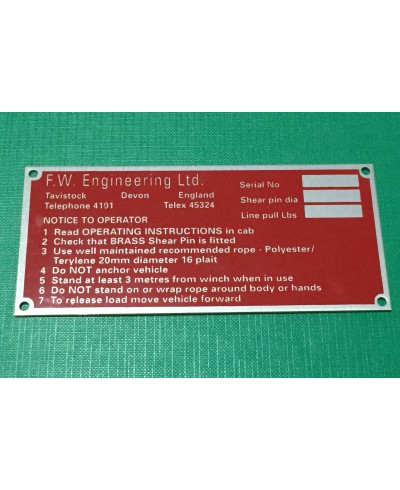 F.W. Engineering Ltd.
Tavistock Devon England
Telephone 4101 Telex 45324
Serial No
Shear pin dia
Line pull Lbs
NOTICE TO OPERATOR
1 Read OPERATING INSTRUCTIONS in cab
2 Check that BRASS Shear Pin is fitted
3 Use well maintained recommended rope - Polyester/
Terylene 20mm diameter 16 plait
4 Do NOT anchor vehicle
5 Stand at least 3 metres from winch when in use
6 Do NOT stand on or wrap rope around body or hands
7 To release load move vehicle forward